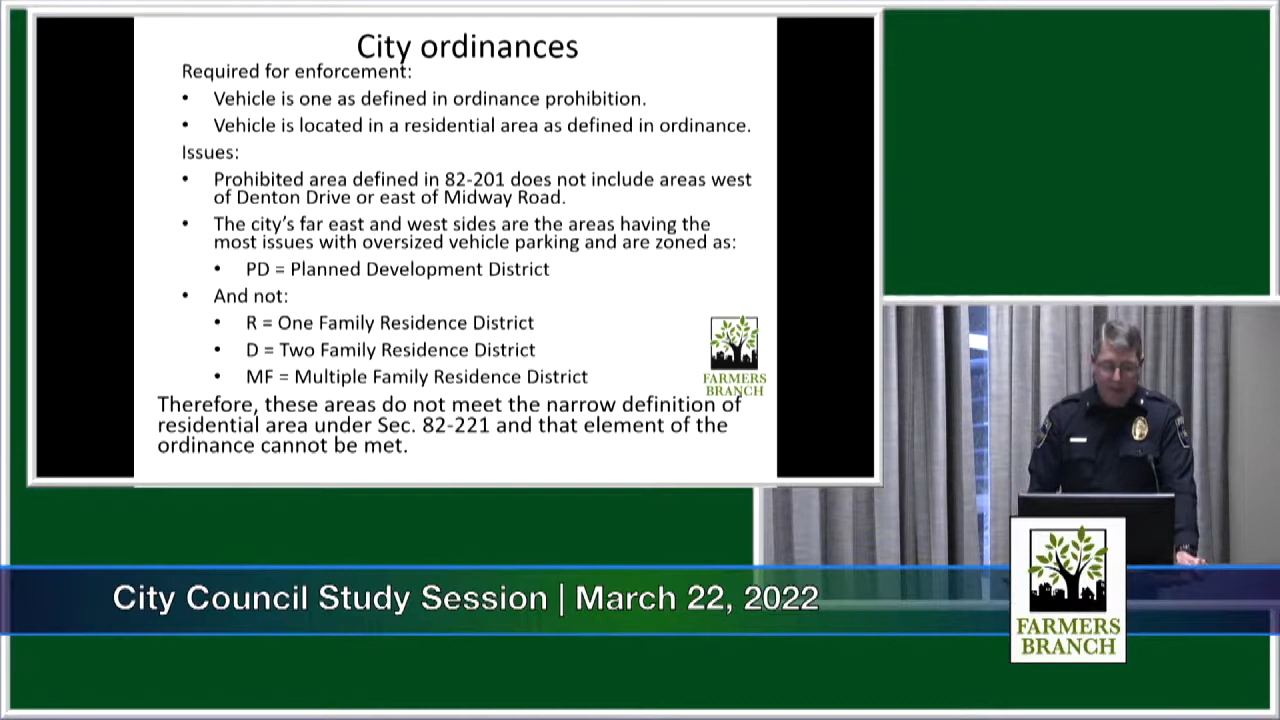 City ordinances
Required for enforcement:
• Vehicle is one as defined in ordinance prohibition.
• Vehicle is located in a residential area as defined in ordinance.
Issues:
• Prohibited area defined in 82-201 does not include areas west
of Denton Drive or east of Midway Road.
• The city's far east and west sides are the areas having the
most issues with oversized vehicle parking and are zoned as:
• PD = Planned Development District
• And not:
• R = One Family Residence District
• D = Two Family Residence District
• MF = Multiple Family Residence District
FARMERS
BRANCH
Therefore, these areas do not meet the narrow definition of
residential area under Sec. 82-221 and that element of the
ordinance cannot be met.
City Council Study Session | March 22, 2022
FARMERS
BRANCH